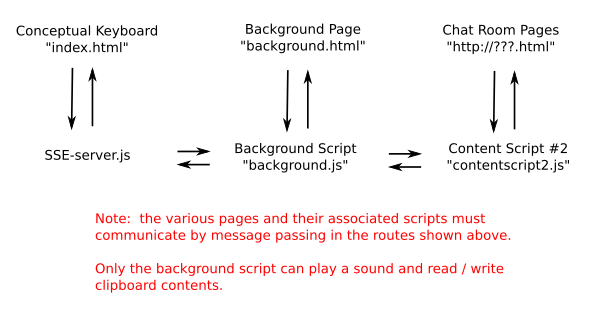 Conceptual Keyboard
"index.html"
Background Page
"background.html"
Chat Room Pages
"http://???.html"
SSE-server.js
Background Script
"background.js"
Content Script #2
"contentscript2.js"
Note:  the various pages and their associated scripts must
communicate by message passing in the routes shown above.
Only the background script can play a sound and read / write
clipboard contents.